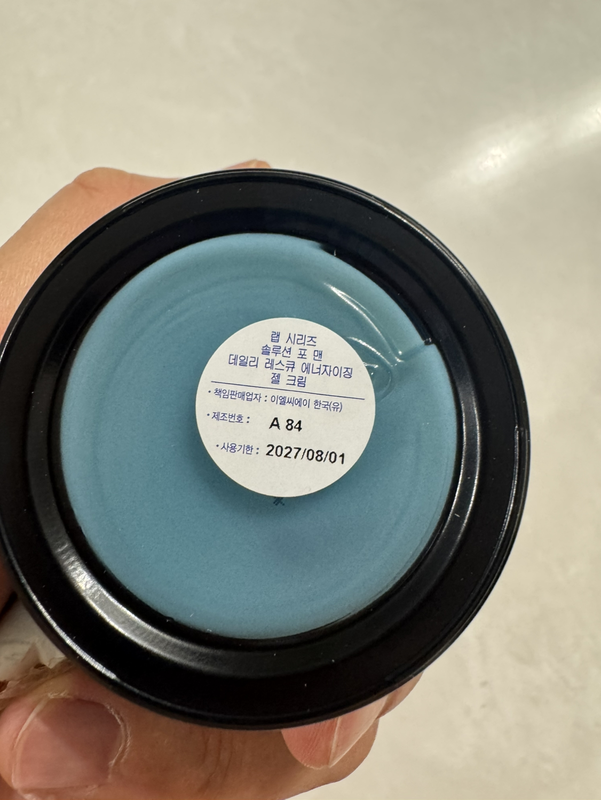 랩 시리즈
솔루션 포 맨
데일리 레스큐 에너자이징
젤 크림
· 책임판매업자 : 이엘씨에이 한국(유)
· 제조번호 : A 84
· 사용기한 : 2027/08/01